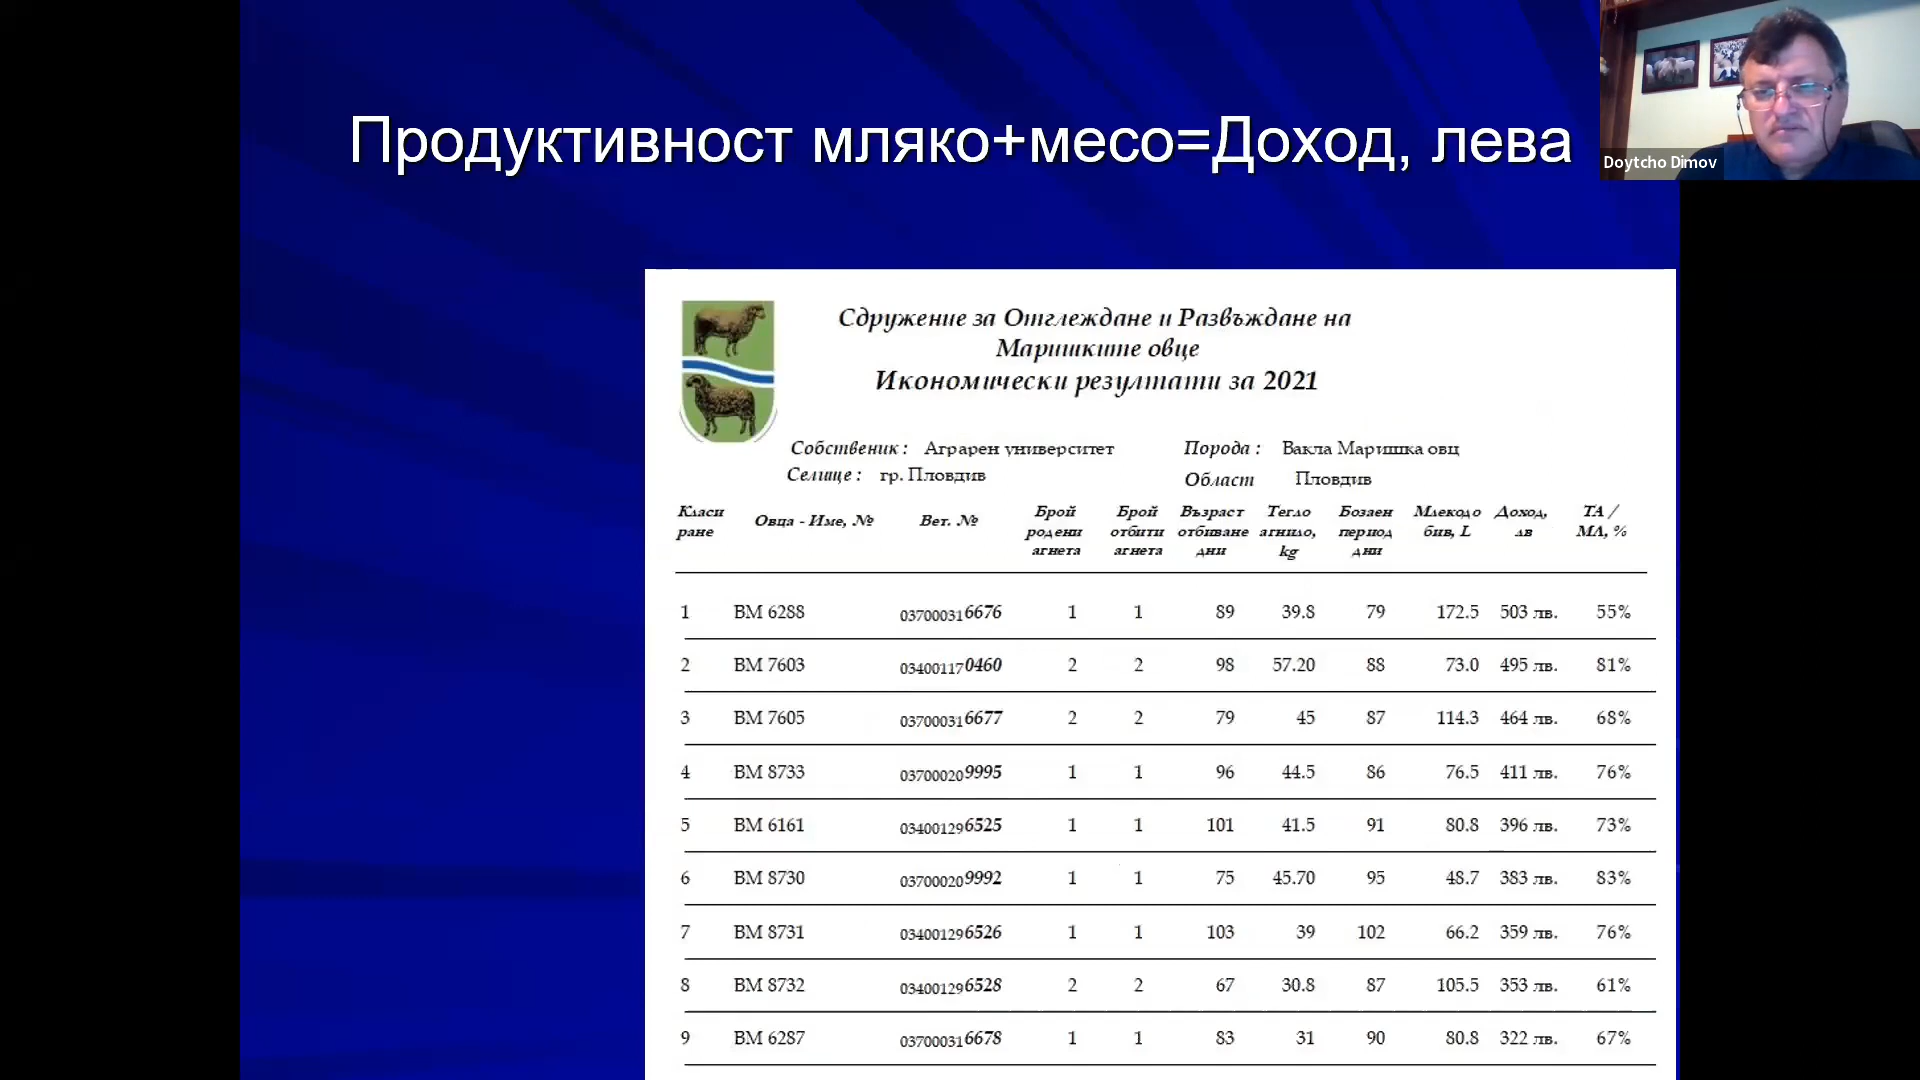 Продуктивност мляко+месо=Доход, лева
Doytcho Dimov
Сдружение за Отглеждане и Развъждане на
Маришките овце
Икономически резултати за 2021
Собственик : Аграрен университет Порода : Вакла Маришка овц
Селище : гр. Пловдив Област Пловдив
Класи Овца - Име, № Вет. № Брой Брой Възраст Тегло Бозаен Млекодо Доход, ТА /
ране родени отбити отбиване агнило, период бив, L лв МЛ, %
агнета агнета дни kg дни
1 ВМ 6288 037000316676 1 1 89 39.8 79 172.5 503 лв. 55%
2 ВМ 7603 034001170460 2 2 98 57.20 88 73.0 495 лв. 81%
3 ВМ 7605 037000316677 2 2 79 45 87 114.3 464 лв. 68%
4 ВМ 8733 037000209995 1 1 96 44.5 86 76.5 411 лв. 76%
5 ВМ 6161 034001296525 1 1 101 41.5 91 80.8 396 лв. 73%
6 ВМ 8730 037000209992 1 1 75 45.70 95 48.7 383 лв. 83%
7 ВМ 8731 034001296526 1 1 103 39 102 66.2 359 лв. 76%
8 ВМ 8732 034001296528 2 2 67 30.8 87 105.5 353 лв. 61%
9 ВМ 6287 037000316678 1 1 83 31 90 80.8 322 лв. 67%